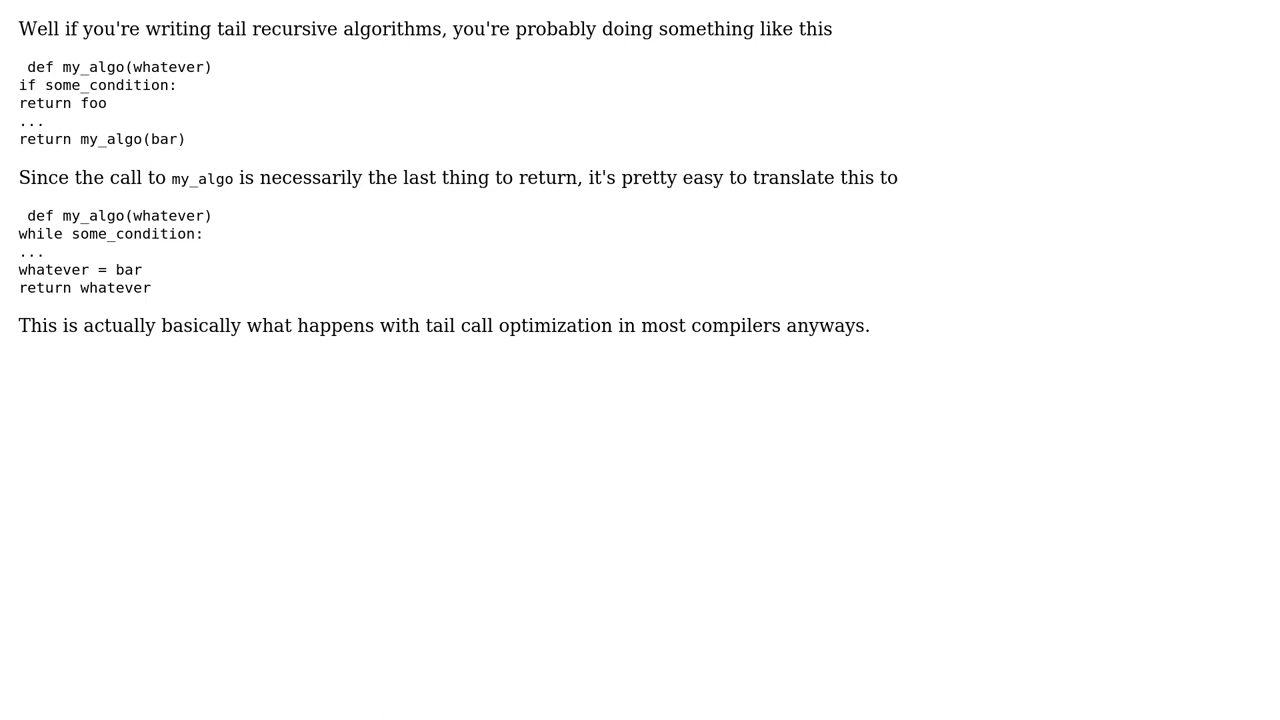 Well if you're writing tail recursive algorithms, you're probably doing something like this
def my_algo(whatever)
if some_condition:
return foo
...
return my_algo(bar)
Since the call to my_algo is necessarily the last thing to return, it's pretty easy to translate this to
def my_algo(whatever)
while some_condition:
...
whatever = bar
return whatever
This is actually basically what happens with tail call optimization in most compilers anyways.